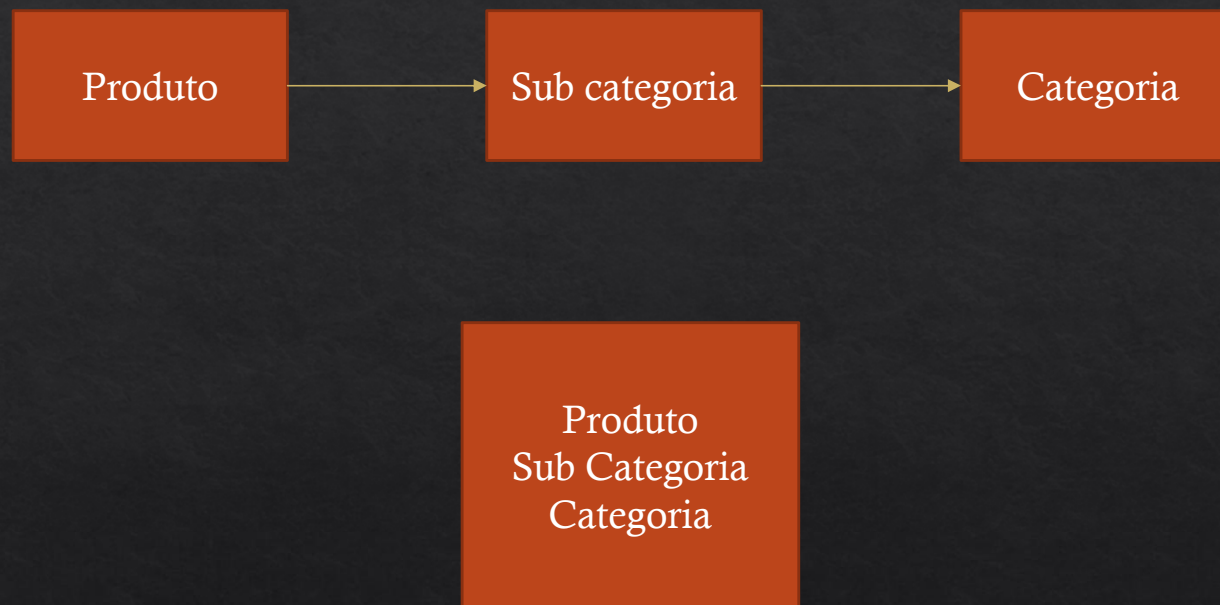 Produto
Sub categoria
Categoria
Produto
Sub Categoria
Categoria